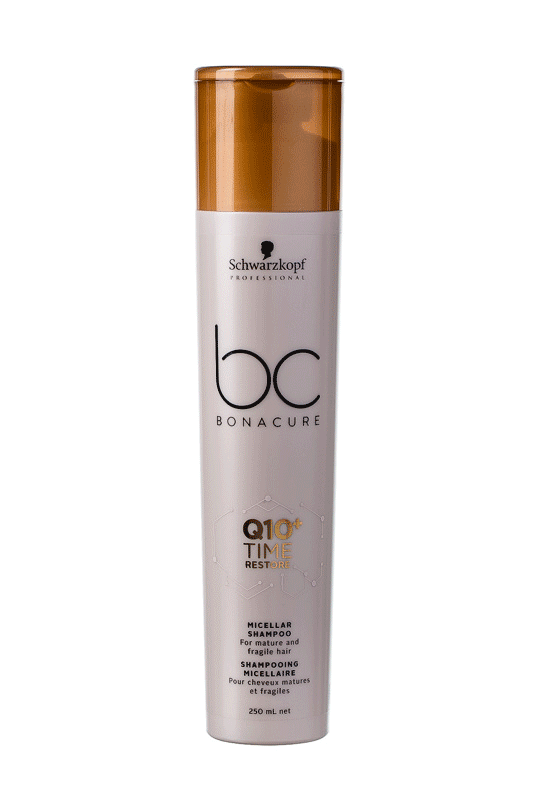 Schwarzkopf
PROFESSIONAL
bc
BONACURE
Q10+
TIME
RESTORE
MICELLAR
SHAMPOO
For mature and
fragile hair
SHAMPOOING
MICELLAIRE
Pour cheveux matures
et fragiles
250 mL net